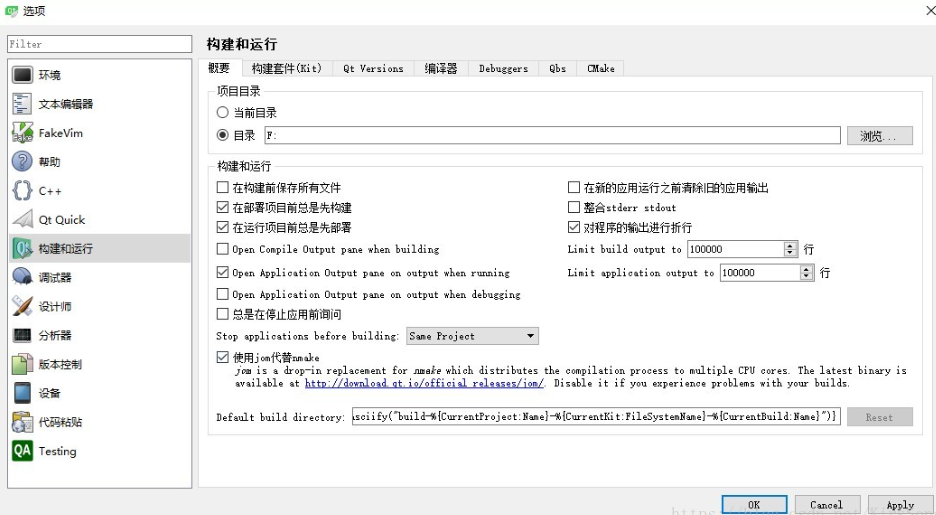 选项
Filter
环境
文本编辑器
FakeVim
帮助
C++
Qt Quick
构建和运行
调试器
设计师
分析器
版本控制
设备
代码粘贴
QA Testing
构建和运行
概要 构建套件(Kit) Qt Versions 编译器 Debuggers Qbs CMake
项目目录
当前目录
目录 F: 浏览...
构建和运行
在构建前保存所有文件 在新的应用运行之前清除旧的应用输出
在部署项目前总是先构建 整合stderr stdout
在运行项目前总是先部署 对程序的输出进行折行
Open Compile Output pane when building Limit build output to 100000 行
Open Application Output pane on output when running Limit application output to 100000 行
Open Application Output pane on output when debugging
总是在停止应用前询问
Stop applications before building: Same Project
使用jom代替nmake
jom is a drop-in replacement for nmake which distributes the compilation process to multiple CPU cores. The latest binary is
available at http://download.qt.io/official_releases/jom/. Disable it if you experience problems with your builds.
Default build directory: asciify("build-%{CurrentProject:Name}-%{CurrentKit:FileSystemName}-%{CurrentBuild:Name}")} Reset
OK Cancel Apply